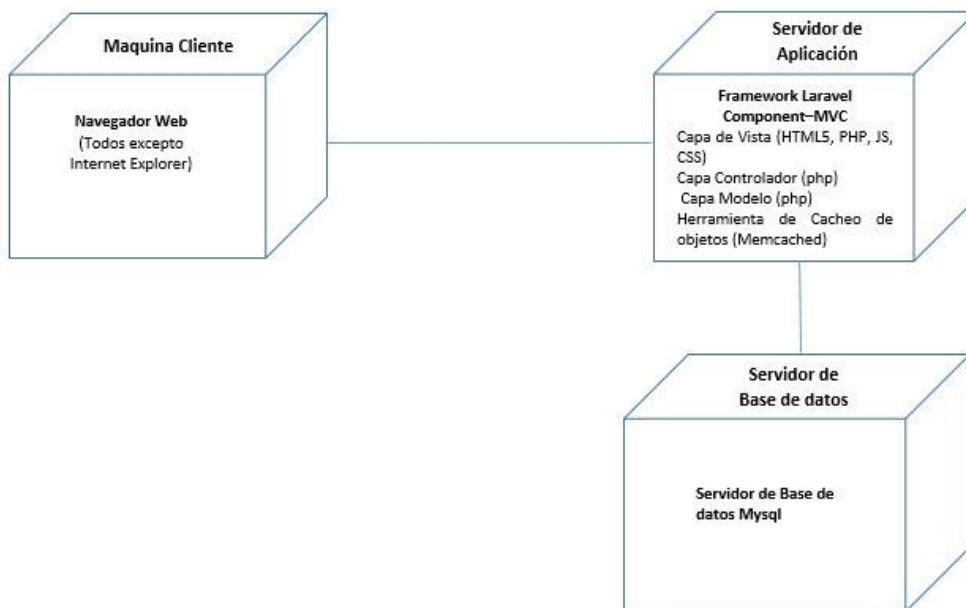 Maquina Cliente
Navegador Web
(Todos excepto
Internet Explorer)
Servidor de
Aplicación
Framework Laravel
Component–MVC
Capa de Vista (HTML5, PHP, JS,
CSS)
Capa Controlador (php)
Capa Modelo (php)
Herramienta de Cacheo de
objetos (Memcached)
Servidor de
Base de datos
Servidor de Base de
datos Mysql